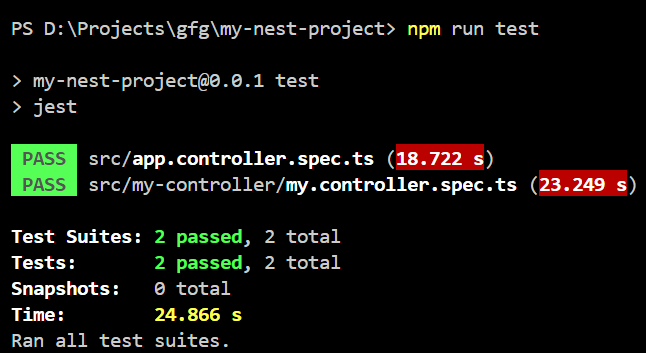 PS D:\Projects\gfg\my-nest-project> npm run test
> my-nest-project@0.0.1 test
> jest
PASS src/app.controller.spec.ts (18.722 s)
PASS src/my-controller/my.controller.spec.ts (23.249 s)
Test Suites: 2 passed, 2 total
Tests: 2 passed, 2 total
Snapshots: 0 total
Time: 24.866 s
Ran all test suites.